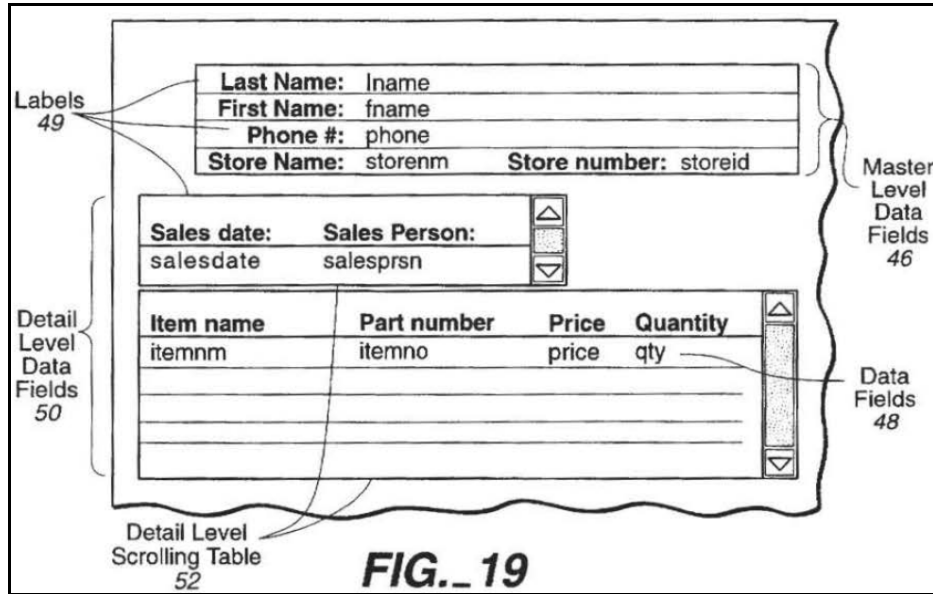 Labels
49
Last Name: lname
First Name: fname
Phone #: phone
Store Name: storenm Store number: storeid
Master
Level
Data
Fields
46
Sales date: Sales Person:
salesdate salesprsn
Detail
Level
Data
Fields
50
Item name Part number Price Quantity
itemnm itemno price qty
Data
Fields
48
Detail Level
Scrolling Table
52
FIG._19